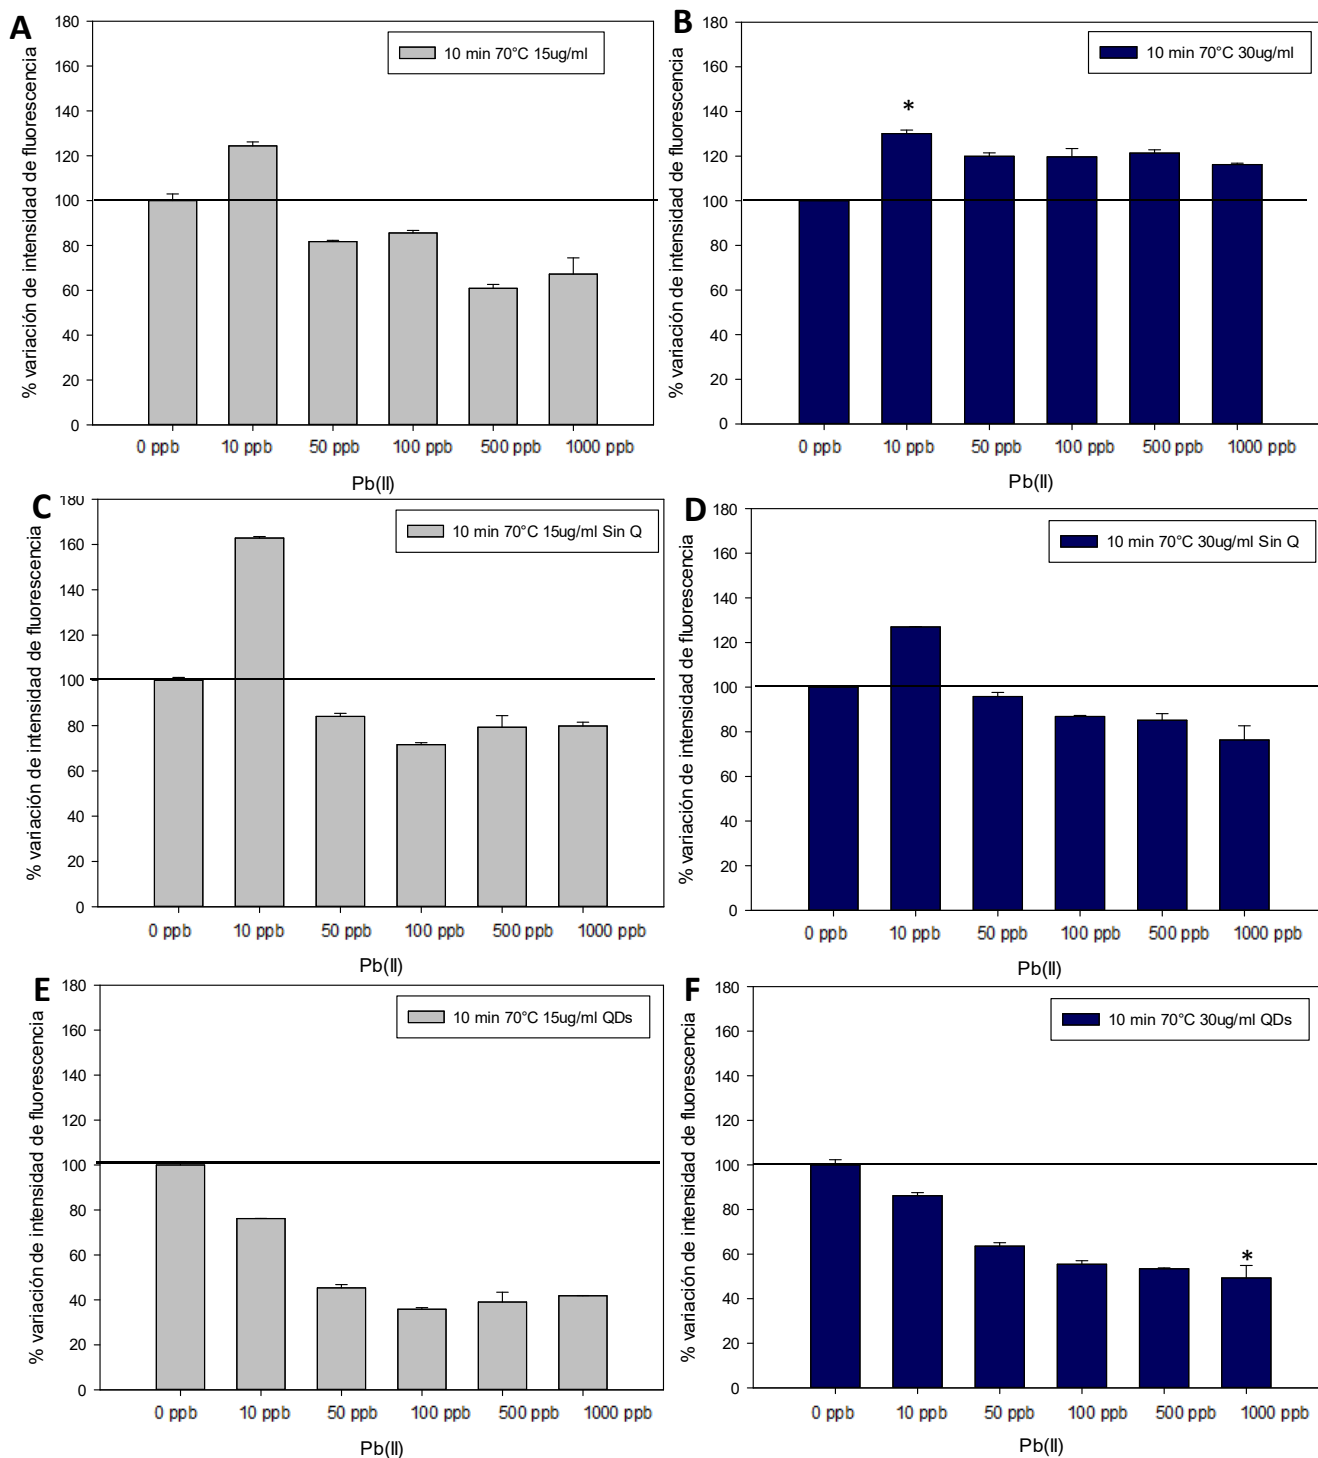 A
% variación de intensidad de fluorescencia
180
160
140
120
100
80
60
40
20
0
10 min 70°C 15ug/ml
0 ppb 10 ppb 50 ppb 100 ppb 500 ppb 1000 ppb
Pb(II)
B
% variación de intensidad de fluorescencia
180
160
140
120
100
80
60
40
20
0
10 min 70°C 30ug/ml
*
0 ppb 10 ppb 50 ppb 100 ppb 500 ppb 1000 ppb
Pb(II)
C
% variación de intensidad de fluorescencia
180
160
140
120
100
80
60
40
20
0
10 min 70°C 15ug/ml Sin Q
0 ppb 10 ppb 50 ppb 100 ppb 500 ppb 1000 ppb
Pb(II)
D
% variación de intensidad de fluorescencia
180
160
140
120
100
80
60
40
20
0
10 min 70°C 30ug/ml Sin Q
0 ppb 10 ppb 50 ppb 100 ppb 500 ppb 1000 ppb
Pb(II)
E
% variación de intensidad de fluorescencia
180
160
140
120
100
80
60
40
20
0
10 min 70°C 15ug/ml QDs
0 ppb 10 ppb 50 ppb 100 ppb 500 ppb 1000 ppb
Pb(II)
F
% variación de intensidad de fluorescencia
180
160
140
120
100
80
60
40
20
0
10 min 70°C 30ug/ml QDs
*
0 ppb 10 ppb 50 ppb 100 ppb 500 ppb 1000 ppb
Pb(II)